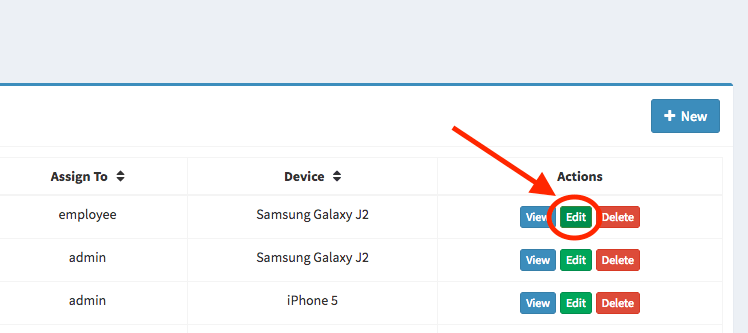 New
Assign To Device Actions
employee Samsung Galaxy J2 View Edit Delete
admin Samsung Galaxy J2 View Edit Delete
admin iPhone 5 View Edit Delete